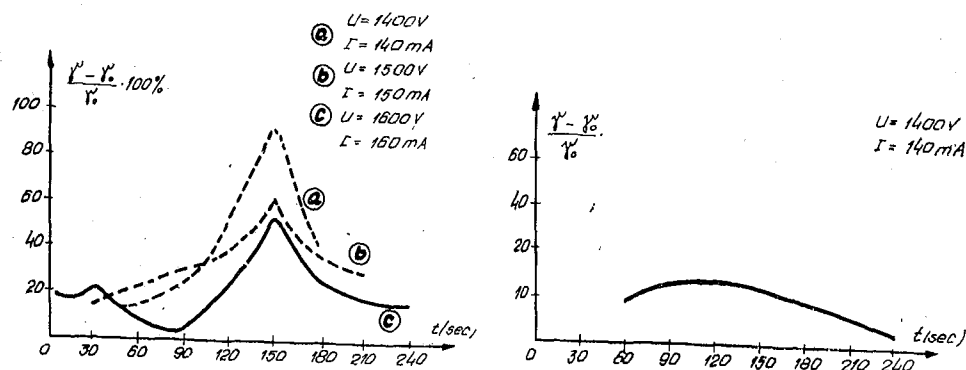 ⓐ U = 1400V
I = 140 mA
ⓑ U = 1500V
I = 150 mA
ⓒ U = 1600V
I = 160 mA
γ - γ₀ / γ₀ · 100%
100
80
60
40
20
ⓐ
ⓑ
ⓒ
t/sec/
0 30 60 90 120 150 180 210 240
U = 1400V
I = 140 mA
γ - γ₀ / γ₀
60
40
20
10
t/sec)
0 30 60 90 120 150 180 210 240